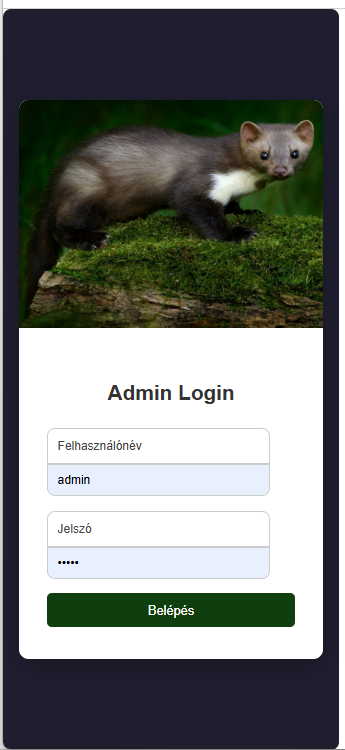 Admin Login
Felhasználónév
admin
Jelszó
•••••
Belépés